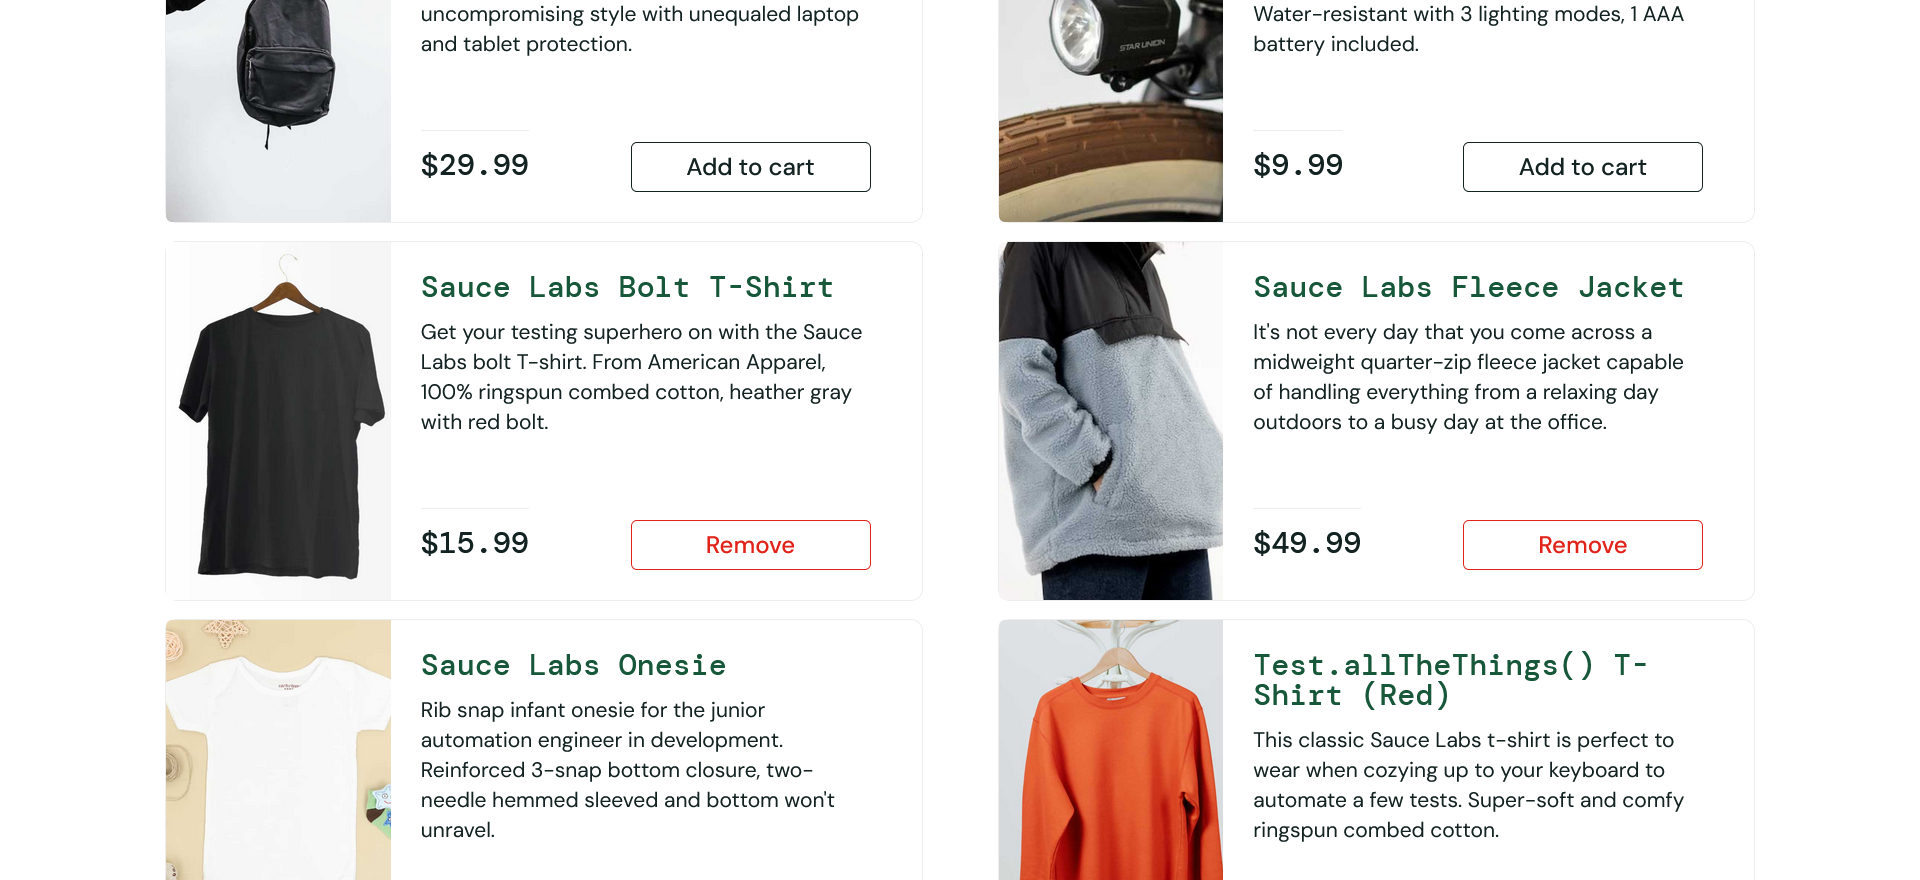 uncompromising style with unequaled laptop
and tablet protection.
$29.99
Add to cart
STAR UNION
Water-resistant with 3 lighting modes, 1 AAA
battery included.
$9.99
Add to cart
Sauce Labs Bolt T-Shirt
Get your testing superhero on with the Sauce
Labs bolt T-shirt. From American Apparel,
100% ringspun combed cotton, heather gray
with red bolt.
$15.99
Remove
Sauce Labs Fleece Jacket
It's not every day that you come across a
midweight quarter-zip fleece jacket capable
of handling everything from a relaxing day
outdoors to a busy day at the office.
$49.99
Remove
Sauce Labs Onesie
Rib snap infant onesie for the junior
automation engineer in development.
Reinforced 3-snap bottom closure, two-
needle hemmed sleeved and bottom won't
unravel.
Test.allTheThings() T-
Shirt (Red)
This classic Sauce Labs t-shirt is perfect to
wear when cozying up to your keyboard to
automate a few tests. Super-soft and comfy
ringspun combed cotton.